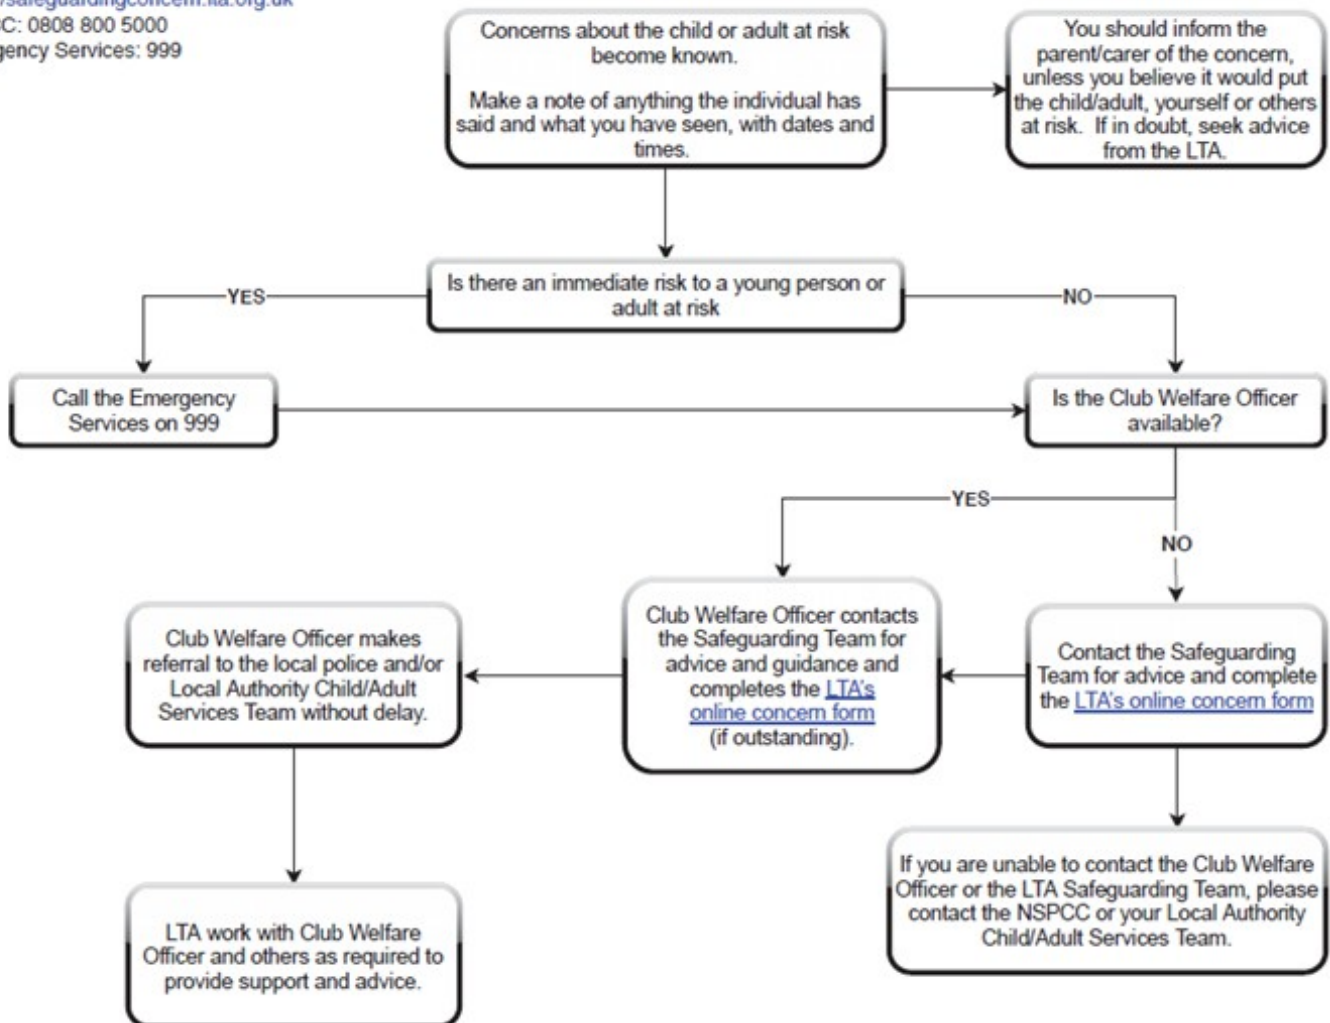 safeguardingconcern.lta.org.uk
C: 0808 800 5000
gency Services: 999
Concerns about the child or adult at risk
become known.
Make a note of anything the individual has
said and what you have seen, with dates and
times.
You should inform the
parent/carer of the concern,
unless you believe it would put
the child/adult, yourself or others
at risk. If in doubt, seek advice
from the LTA.
Is there an immediate risk to a young person or
adult at risk
YES
NO
Call the Emergency
Services on 999
Is the Club Welfare Officer
available?
YES
NO
Club Welfare Officer makes
referral to the local police and/or
Local Authority Child/Adult
Services Team without delay.
Club Welfare Officer contacts
the Safeguarding Team for
advice and guidance and
completes the LTA's
online concern form
(if outstanding).
Contact the Safeguarding
Team for advice and complete
the LTA's online concern form
LTA work with Club Welfare
Officer and others as required to
provide support and advice.
If you are unable to contact the Club Welfare
Officer or the LTA Safeguarding Team, please
contact the NSPCC or your Local Authority
Child/Adult Services Team.